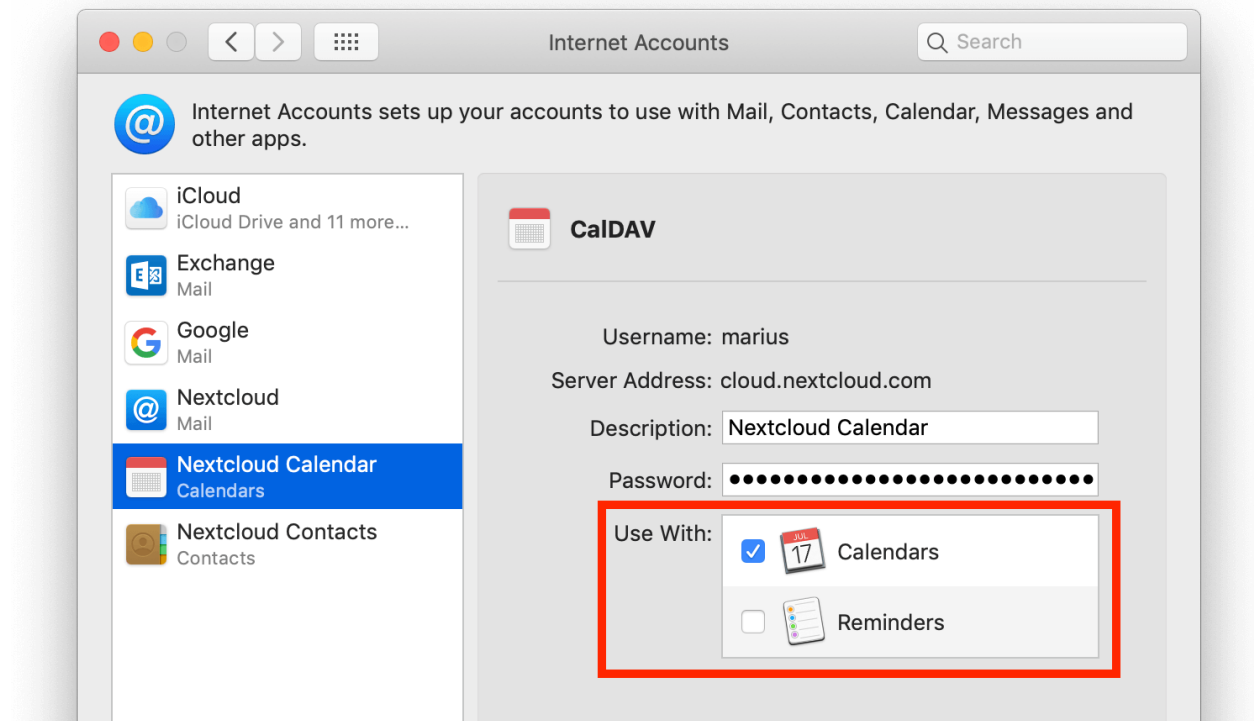 Internet Accounts
Search
Internet Accounts sets up your accounts to use with Mail, Contacts, Calendar, Messages and
other apps.
iCloud
iCloud Drive and 11 more...
Exchange
Mail
Google
Mail
Nextcloud
Mail
Nextcloud Calendar
Calendars
Nextcloud Contacts
Contacts
CalDAV
Username: marius
Server Address: cloud.nextcloud.com
Description: Nextcloud Calendar
Password: ●●●●●●●●●●●●●●●●●●●●●●●●●●●
Use With:
JUL
17
Calendars
Reminders